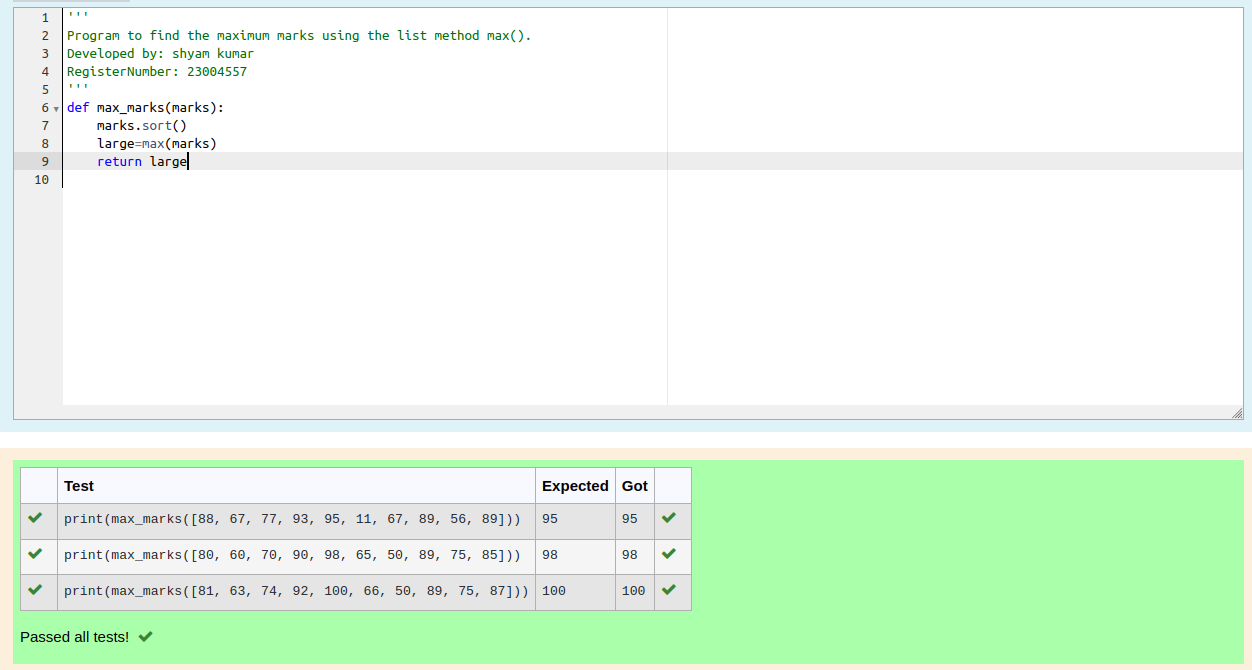 1 '''
2 Program to find the maximum marks using the list method max().
3 Developed by: shyam kumar
4 RegisterNumber: 23004557
5 '''
6 def max_marks(marks):
7     marks.sort()
8     large=max(marks)
9     return large
10
Test Expected Got
print(max_marks([88, 67, 77, 93, 95, 11, 67, 89, 56, 89])) 95 95
print(max_marks([80, 60, 70, 90, 98, 65, 50, 89, 75, 85])) 98 98
print(max_marks([81, 63, 74, 92, 100, 66, 50, 89, 75, 87])) 100 100
Passed all tests!